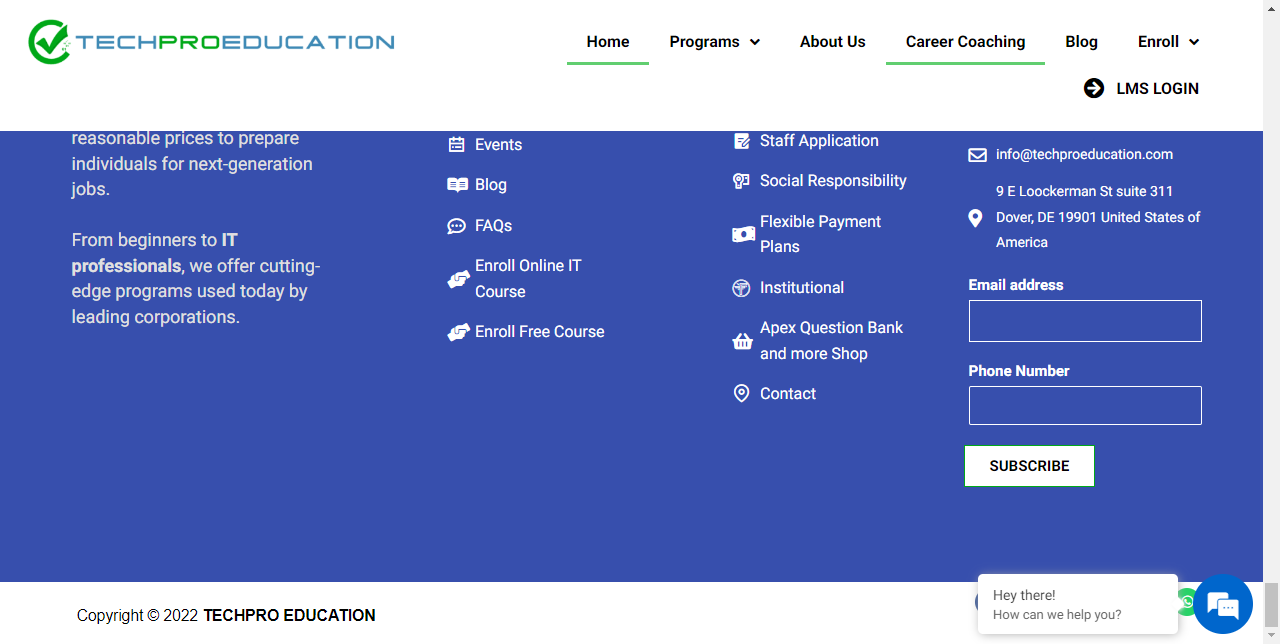 TECHPROEDUCATION
Home
Programs
About Us
Career Coaching
Blog
Enroll
LMS LOGIN
reasonable prices to prepare
individuals for next-generation
jobs.
From beginners to IT
professionals, we offer cutting-
edge programs used today by
leading corporations.
Events
Blog
FAQs
Enroll Online IT
Course
Enroll Free Course
Staff Application
Social Responsibility
Flexible Payment
Plans
Institutional
Apex Question Bank
and more Shop
Contact
info@techproeducation.com
9 E Loockerman St suite 311
Dover, DE 19901 United States of
America
Email address
Phone Number
SUBSCRIBE
Copyright © 2022 TECHPRO EDUCATION
Hey there!
How can we help you?